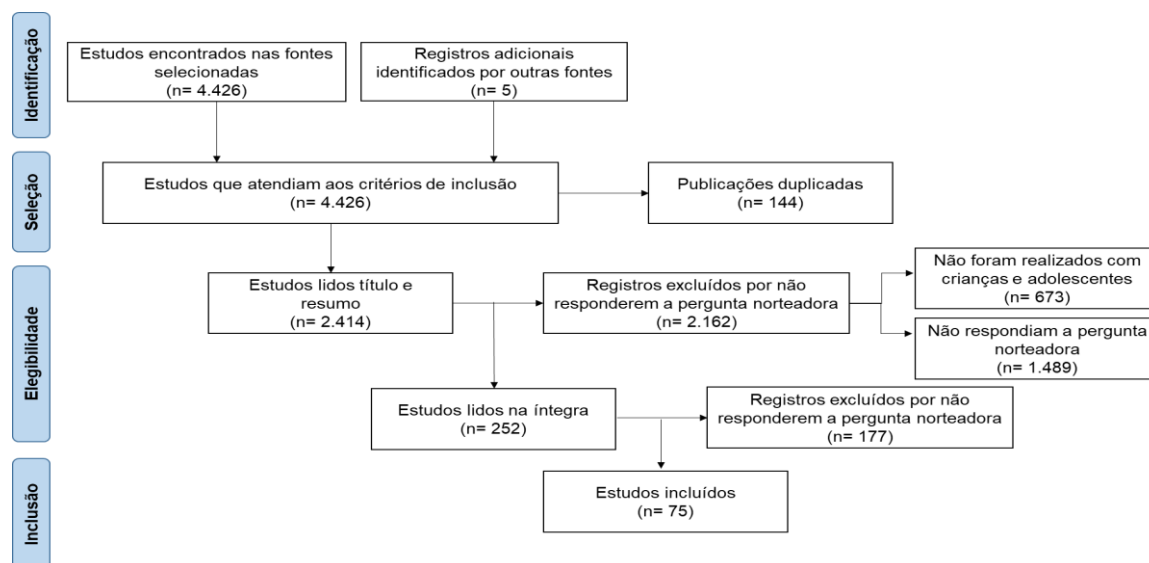 Identificação
Estudos encontrados nas fontes
selecionadas
(n= 4.426)
Registros adicionais
identificados por outras fontes
(n= 5)
Seleção
Estudos que atendiam aos critérios de inclusão
(n= 4.426)
Publicações duplicadas
(n= 144)
Elegibilidade
Estudos lidos título e
resumo
(n= 2.414)
Registros excluídos por não
responderem a pergunta norteadora
(n= 2.162)
Não foram realizados com
crianças e adolescentes
(n= 673)
Não respondiam a pergunta
norteadora
(n= 1.489)
Estudos lidos na íntegra
(n= 252)
Registros excluídos por não
responderem a pergunta norteadora
(n= 177)
Inclusão
Estudos incluídos
(n= 75)